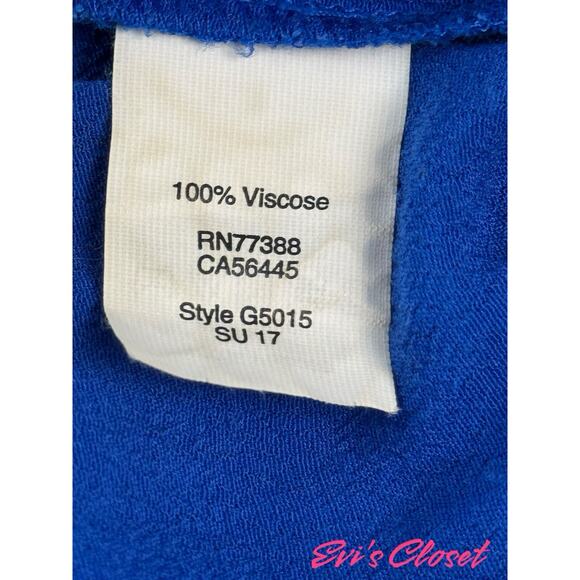 100% Viscose
RN77388
CA56445
Style G5015
SU 17
Evi's Closet